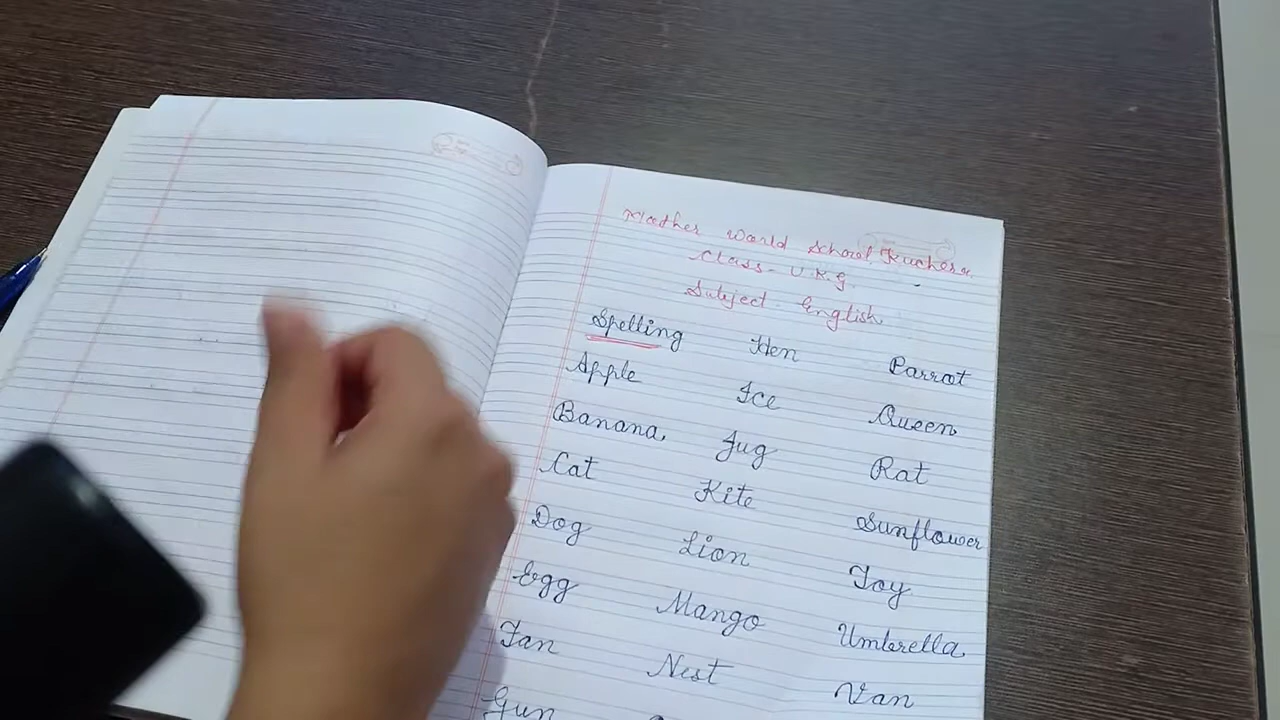 Mother World School, Kuchera
Class - U.K.G.
Subject - English
Spelling Hen Parrot
Apple Ice Queen
Banana Jug Rat
Cat Kite Sunflower
Dog Lion Toy
Egg Mango Umbrella
Fan Nest Van
Gun